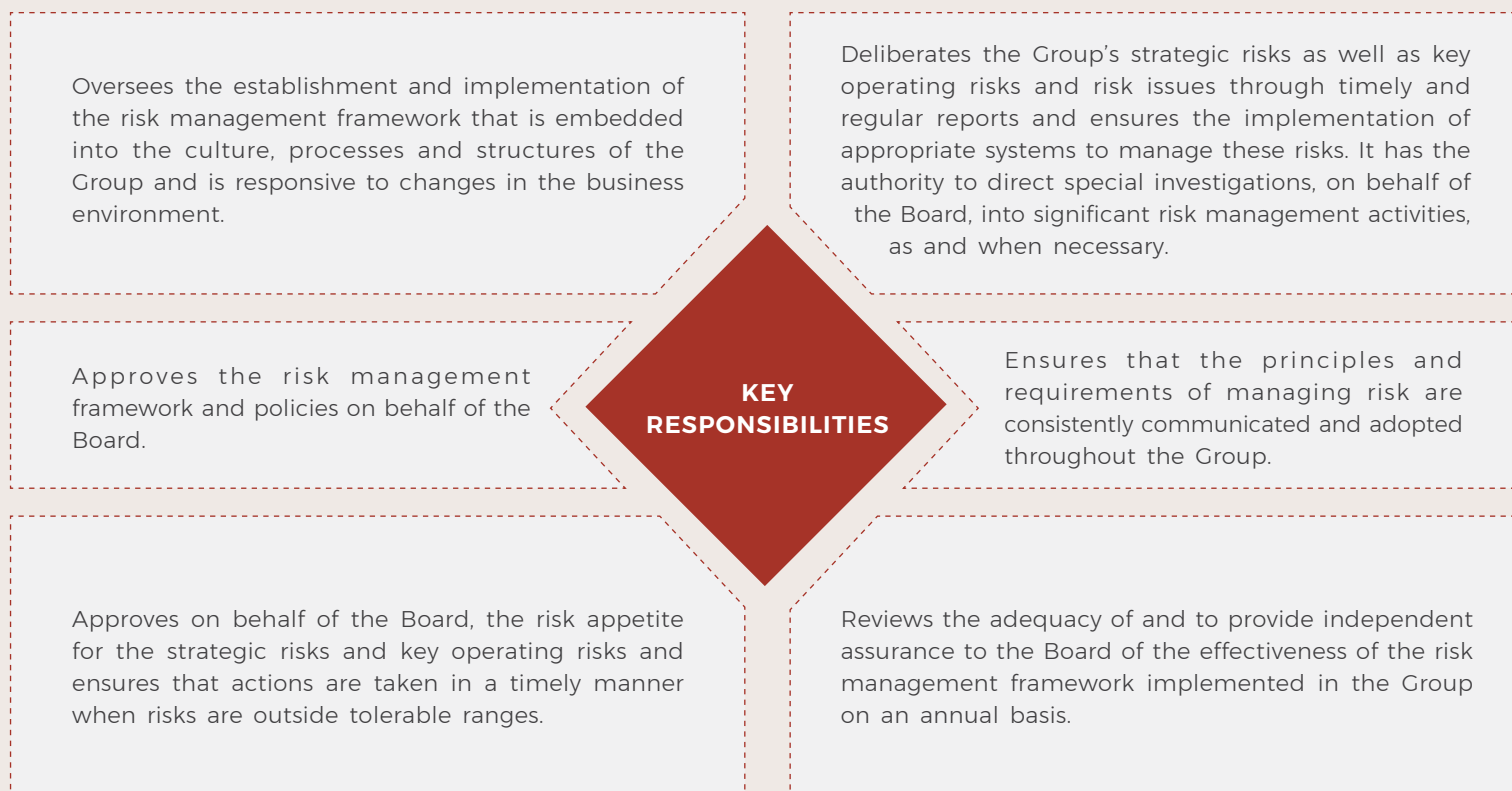 Oversees the establishment and implementation of
the risk management framework that is embedded
into the culture, processes and structures of the
Group and is responsive to changes in the business
environment.
Deliberates the Group’s strategic risks as well as key
operating risks and risk issues through timely and
regular reports and ensures the implementation of
appropriate systems to manage these risks. It has the
authority to direct special investigations, on behalf of
the Board, into significant risk management activities,
as and when necessary.
Approves the risk management
framework and policies on behalf of the
Board.
KEY
RESPONSIBILITIES
Ensures that the principles and
requirements of managing risk are
consistently communicated and adopted
throughout the Group.
Approves on behalf of the Board, the risk appetite
for the strategic risks and key operating risks and
ensures that actions are taken in a timely manner
when risks are outside tolerable ranges.
Reviews the adequacy of and to provide independent
assurance to the Board of the effectiveness of the risk
management framework implemented in the Group
on an annual basis.